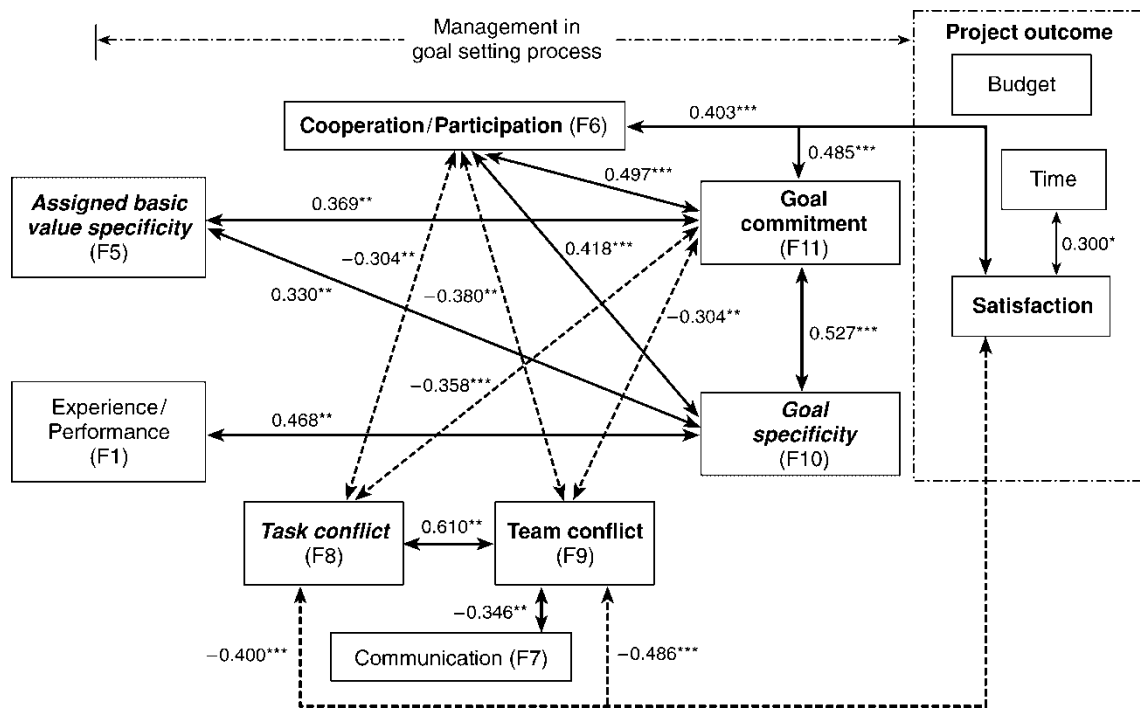 Management in
goal setting process
Project outcome
Budget
Cooperation/Participation (F6)
0.403***
0.485***
0.497***
Time
Assigned basic
value specificity
(F5)
0.369**
Goal
commitment
(F11)
0.418***
0.300*
−0.304**
0.330**
−0.380**
−0.304**
Satisfaction
0.527***
−0.358***
Experience/
Performance
(F1)
0.468**
Goal
specificity
(F10)
Task conflict
(F8)
0.610**
Team conflict
(F9)
−0.346**
−0.400***
Communication (F7)
−0.486***